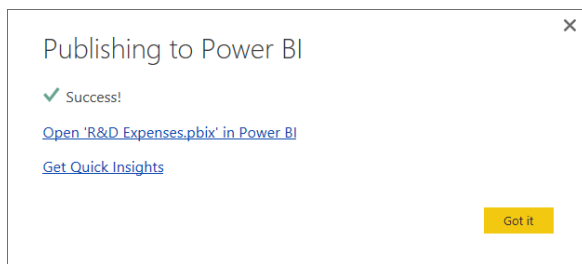 Publishing to Power BI
Success!
Open 'R&D Expenses.pbix' in Power BI
Get Quick Insights
Got it